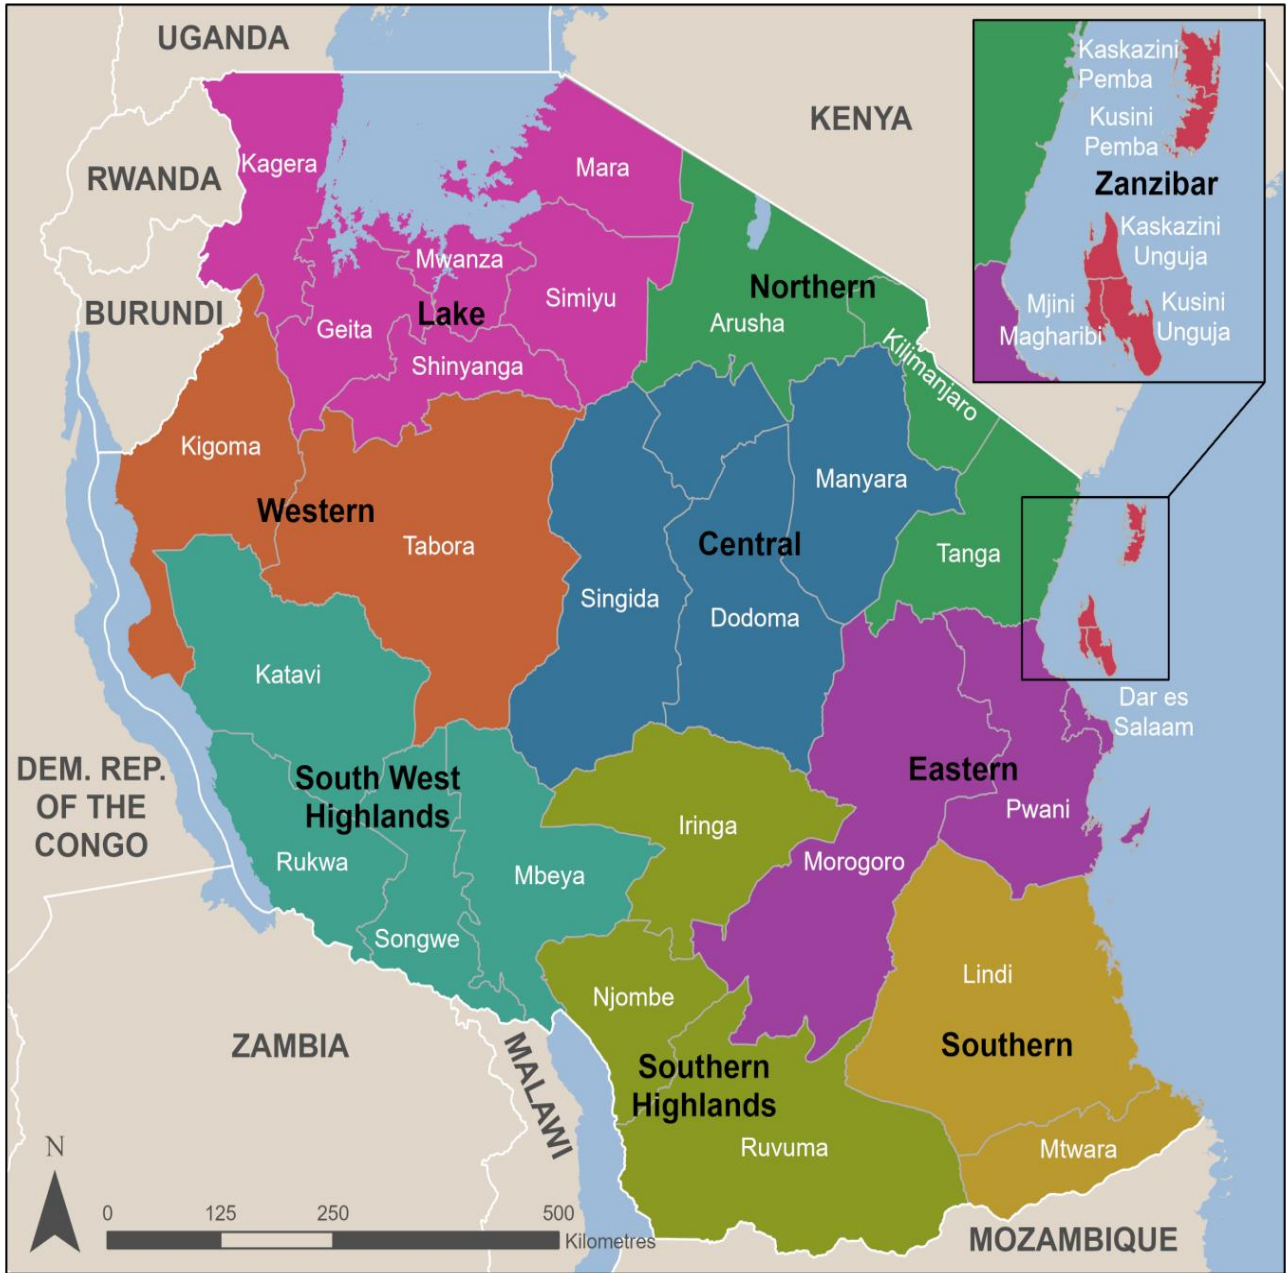 UGANDA
KENYA
RWANDA
BURUNDI
DEM. REP.
OF THE
CONGO
ZAMBIA
MALAWI
MOZAMBIQUE
Kagera
Mara
Mwanza
Lake
Simiyu
Geita
Shinyanga
Northern
Arusha
Kilimanjaro
Tanga
Kigoma
Western
Tabora
Manyara
Central
Singida
Dodoma
Katavi
South West
Highlands
Rukwa
Mbeya
Songwe
Iringa
Njombe
Southern
Highlands
Ruvuma
Eastern
Pwani
Morogoro
Dar es
Salaam
Lindi
Southern
Mtwara
Kaskazini
Pemba
Kusini
Pemba
Zanzibar
Kaskazini
Unguja
Mjini
Magharibi
Kusini
Unguja
N
0 125 250 500
Kilometres